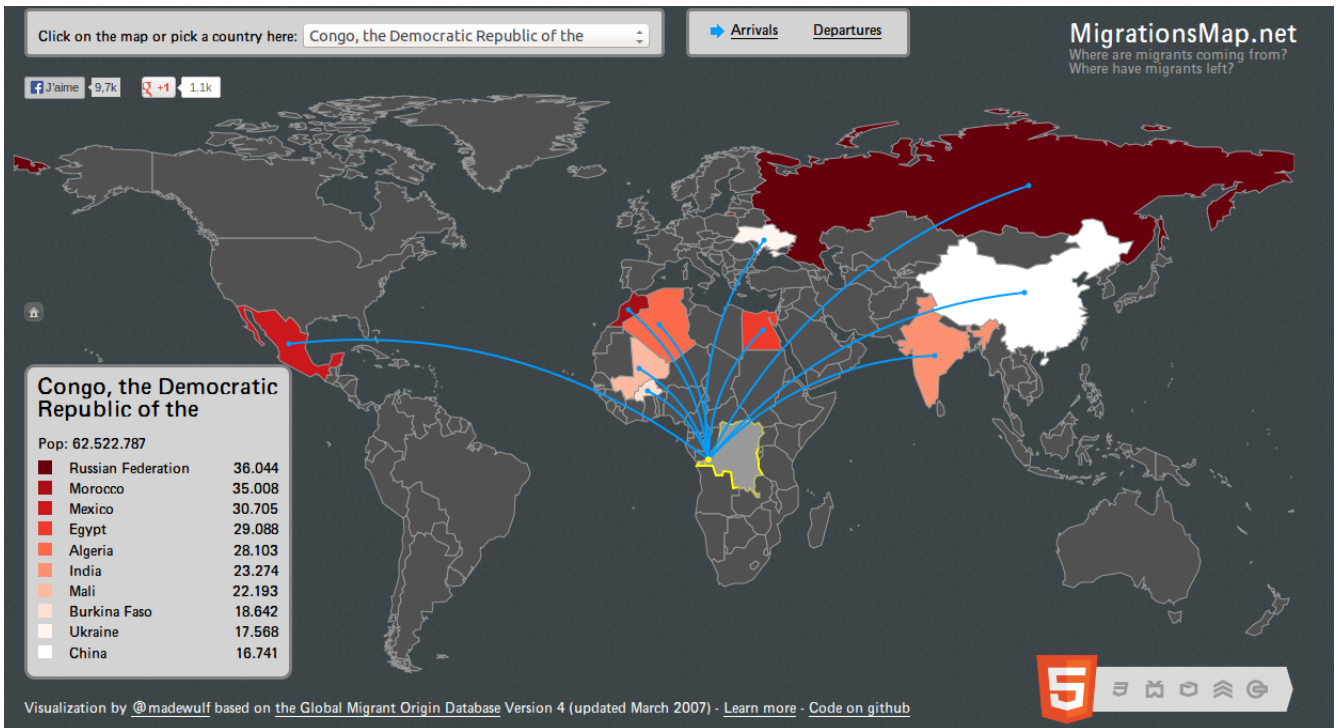 Click on the map or pick a country here: Congo, the Democratic Republic of the
Arrivals Departures
MigrationsMap.net
Where are migrants coming from?
Where have migrants left?
J'aime 9,7k +1 1.1k
Congo, the Democratic
Republic of the
Pop: 62.522.787
Russian Federation 36.044
Morocco 35.008
Mexico 30.705
Egypt 29.088
Algeria 28.103
India 23.274
Mali 22.193
Burkina Faso 18.642
Ukraine 17.568
China 16.741
Visualization by @madewulf based on the Global Migrant Origin Database Version 4 (updated March 2007) - Learn more - Code on github